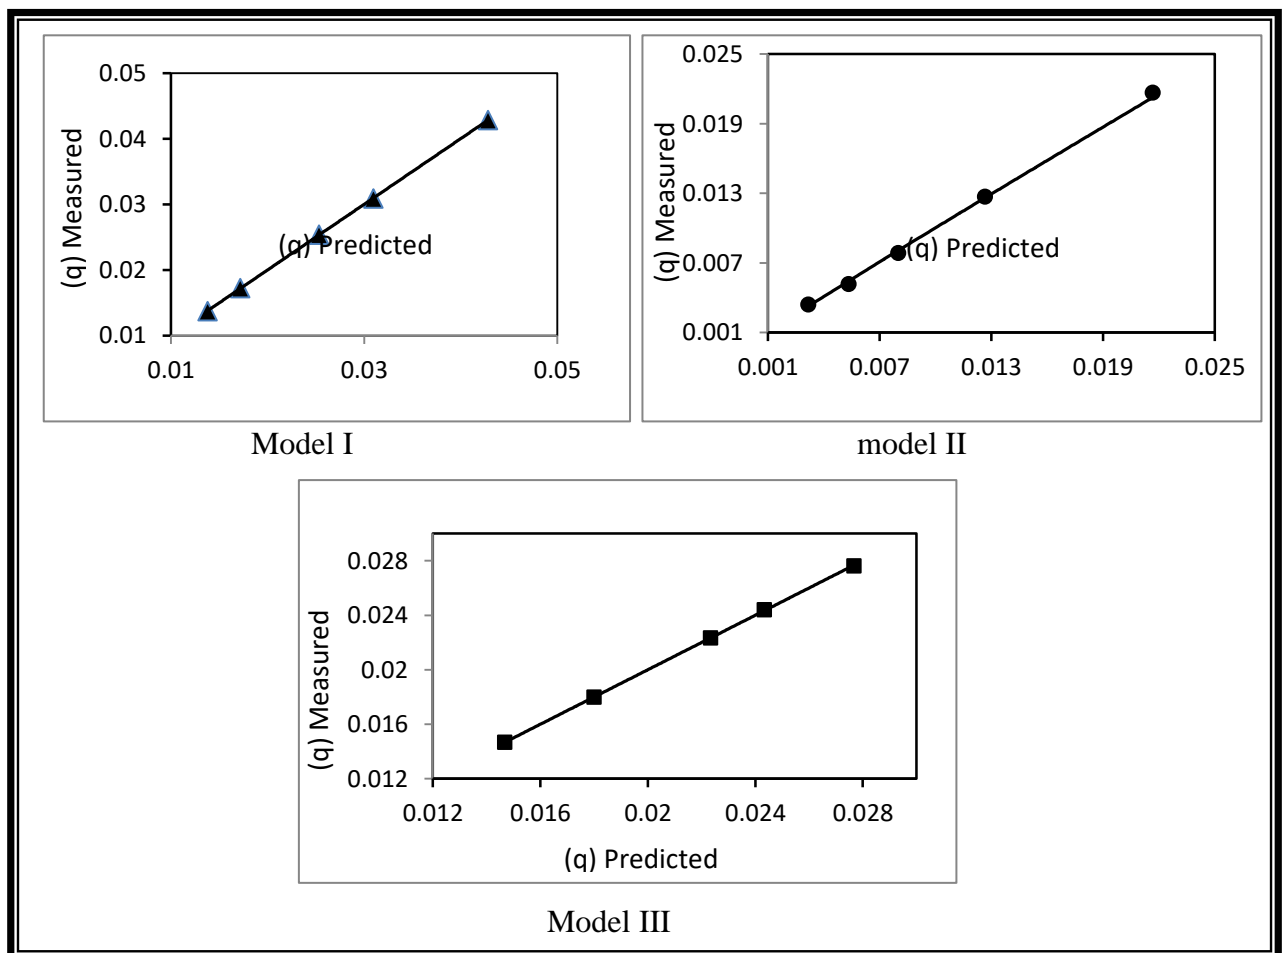 0.05
0.04
0.03
0.02
0.01
(q) Measured
(q) Predicted
0.01 0.03 0.05
Model I
0.025
0.019
0.013
0.007
0.001
(q) Measured
(q) Predicted
0.001 0.007 0.013 0.019 0.025
model II
0.028
0.024
0.02
0.016
0.012
(q) Measured
0.012 0.016 0.02 0.024 0.028
(q) Predicted
Model III